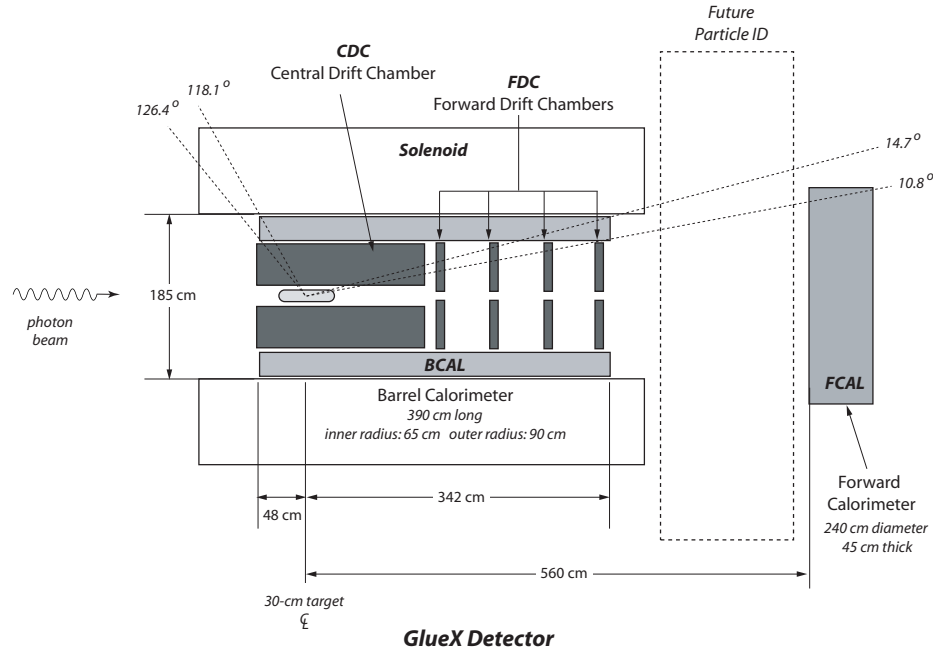 Future
Particle ID
CDC
Central Drift Chamber
FDC
Forward Drift Chambers
118.1°
126.4°
Solenoid
14.7°
10.8°
185 cm
photon
beam
BCAL
Barrel Calorimeter
390 cm long
inner radius: 65 cm outer radius: 90 cm
FCAL
Forward
Calorimeter
240 cm diameter
45 cm thick
48 cm
342 cm
560 cm
30-cm target
℄
GlueX Detector